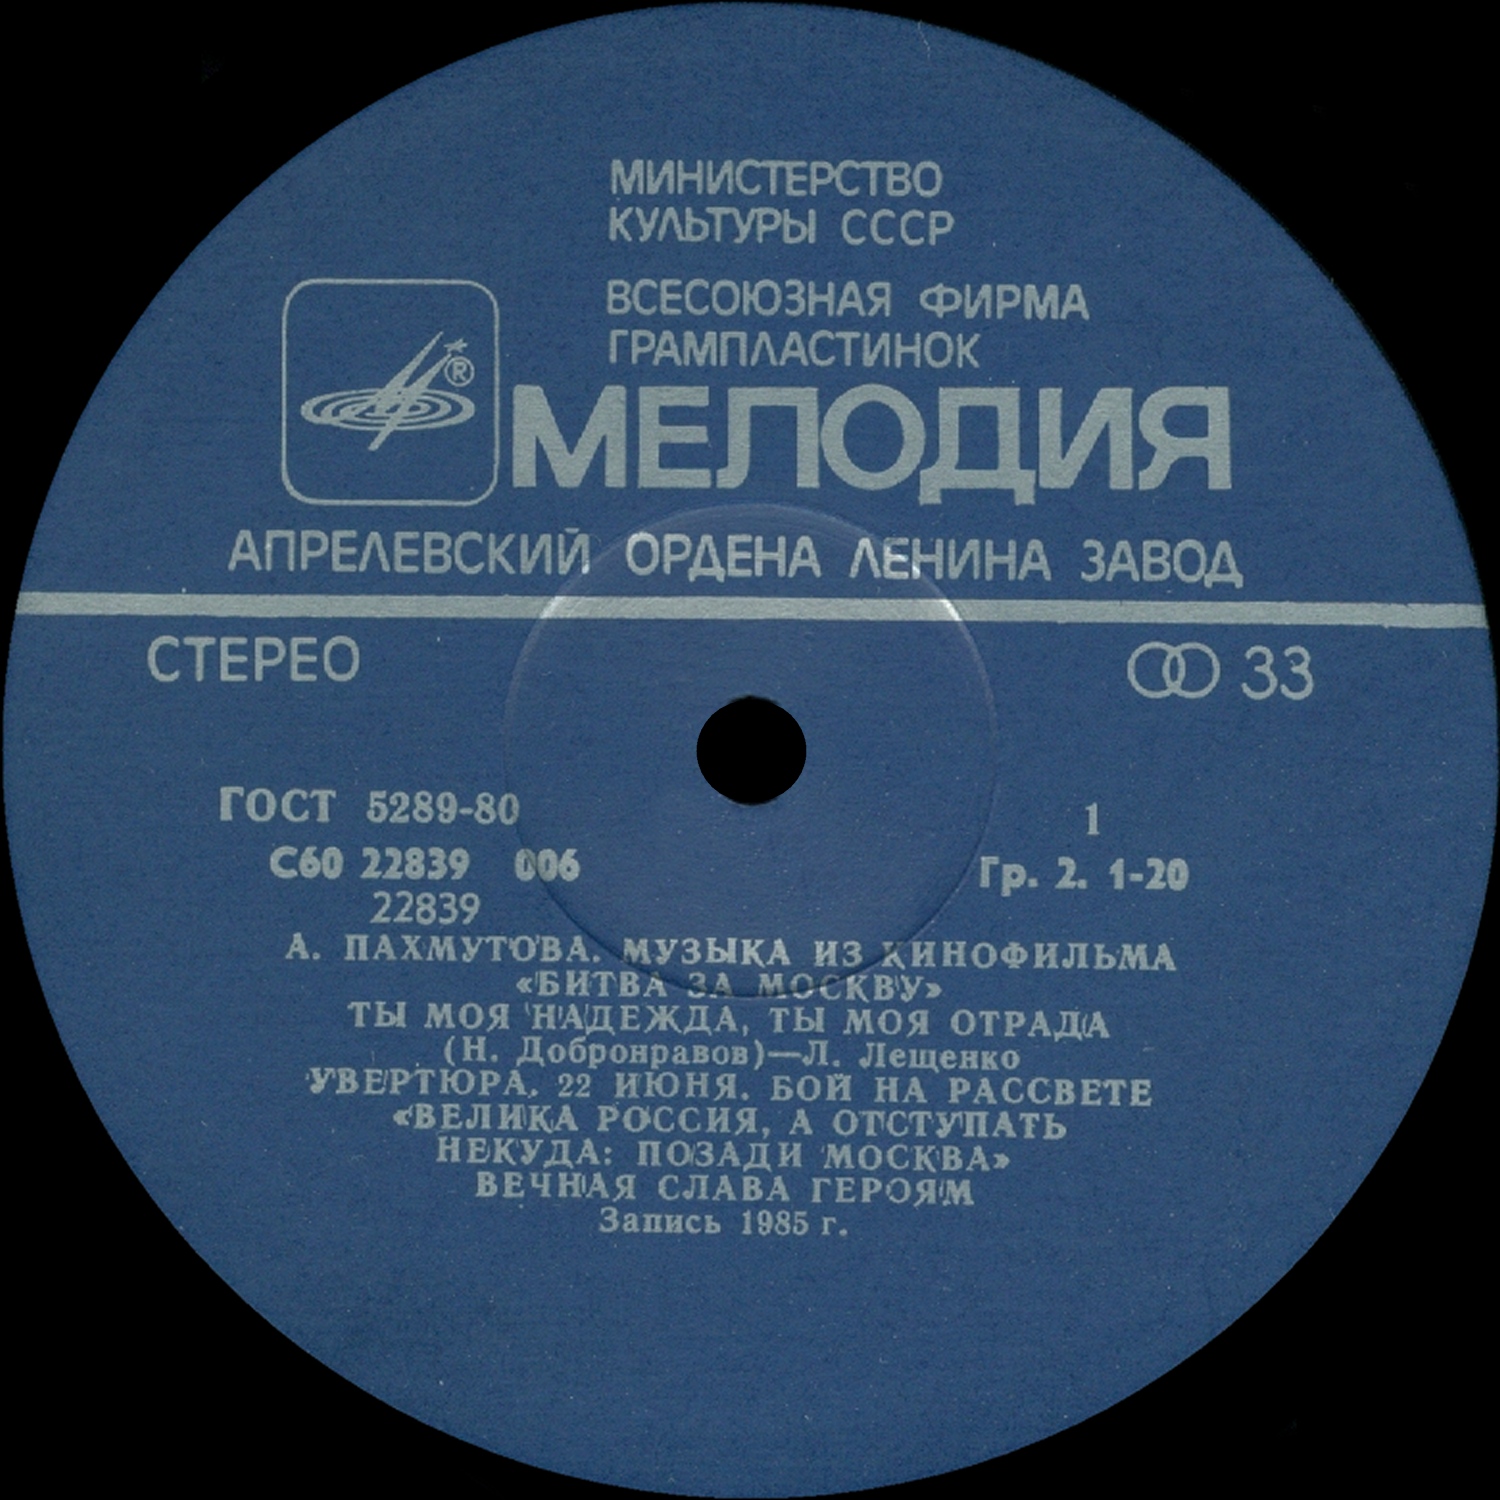 МИНИСТЕРСТВО
КУЛЬТУРЫ СССР
ВСЕСОЮЗНАЯ ФИРМА
ГРАМПЛАСТИНОК
®
МЕЛОДИЯ
АПРЕЛЕВСКИЙ ОРДЕНА ЛЕНИНА ЗАВОД
СТЕРЕО
33
ГОСТ 5289-80
1
С60 22839 006
Гр. 2. 1-20
22839
А. ПАХМУТОВА. МУЗЫКА ИЗ КИНОФИЛЬМА
«БИТВА ЗА МОСКВУ»
ТЫ МОЯ НАДЕЖДА, ТЫ МОЯ ОТРАДА
(Н. Добронравов)—Л. Лещенко
УВЕРТЮРА. 22 ИЮНЯ. БОЙ НА РАССВЕТЕ
«ВЕЛИКА РОССИЯ, А ОТСТУПАТЬ
НЕКУДА: ПОЗАДИ МОСКВА»
ВЕЧНАЯ СЛАВА ГЕРОЯМ
Запись 1985 г.